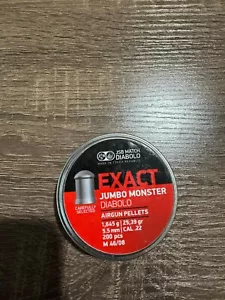 JSB MATCH
DIABOLO
EXACT
JUMBO MONSTER
DIABOLO
AIRGUN PELLETS
CAREFULLY
SELECTED
1,645 g | 25,39 gr
5.5 mm | CAL .22
200 pcs
M 46/08